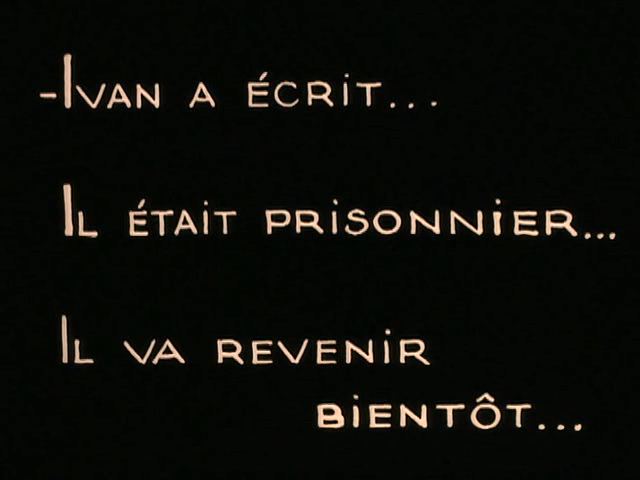 -Ivan a écrit...
Il était prisonnier...
Il va revenir
bientôt...